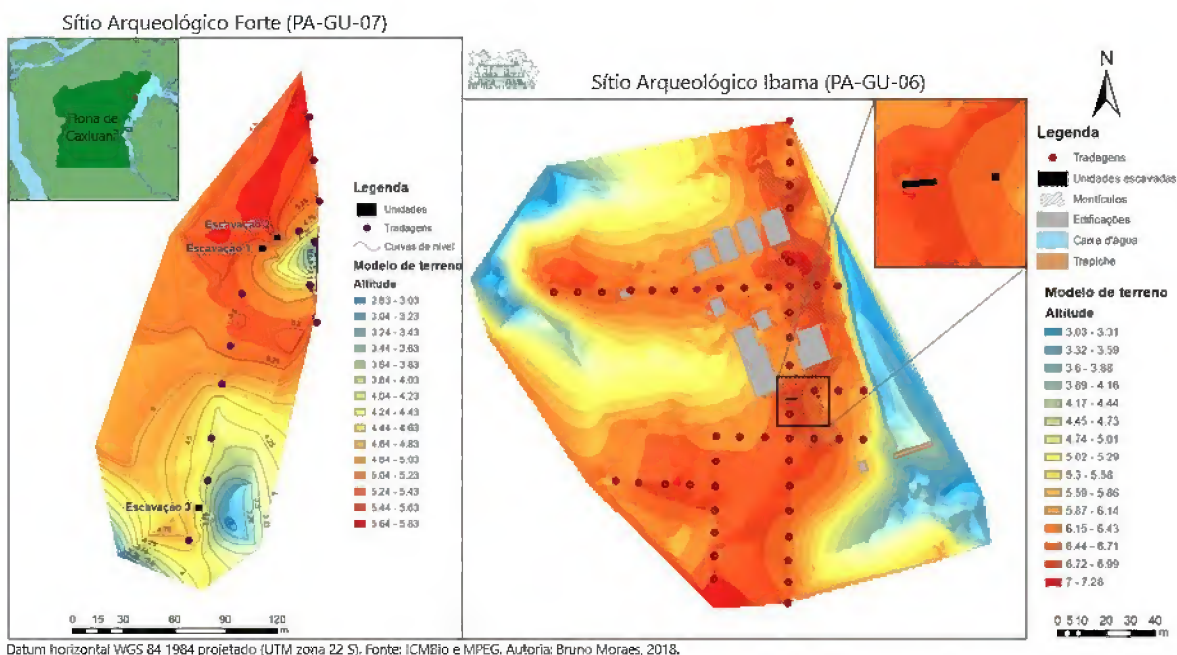 Sítio Arqueológico Forte (PA-GU-07)
Flona de
Caxiuanã
Escavação 2
Escavação 1
Escavação 3
Legenda
Unidades
Tradagens
Curvas de nível
Modelo de terreno
Altitude
2.83 - 3.03
3.04 - 3.23
3.24 - 3.43
3.44 - 3.63
3.64 - 3.83
3.84 - 4.03
4.04 - 4.23
4.24 - 4.43
4.44 - 4.63
4.64 - 4.83
4.84 - 5.03
5.04 - 5.23
5.24 - 5.43
5.44 - 5.63
5.64 - 5.83
0 15 30 60 90 120
m
Sítio Arqueológico Ibama (PA-GU-06)
N
Legenda
Tradagens
Unidades escavadas
Montículos
Edificações
Caixa d'água
Trapiche
Modelo de terreno
Altitude
3.03 - 3.31
3.32 - 3.59
3.6 - 3.88
3.89 - 4.16
4.17 - 4.44
4.45 - 4.73
4.74 - 5.01
5.02 - 5.29
5.3 - 5.58
5.59 - 5.86
5.87 - 6.14
6.15 - 6.43
6.44 - 6.71
6.72 - 6.99
7 - 7.28
0 5 10 20 30 40
m
Datum horizontal WGS 84 1984 projetado (UTM zona 22 S). Fonte: ICMBio e MPEG. Autoria: Bruno Moraes, 2018.